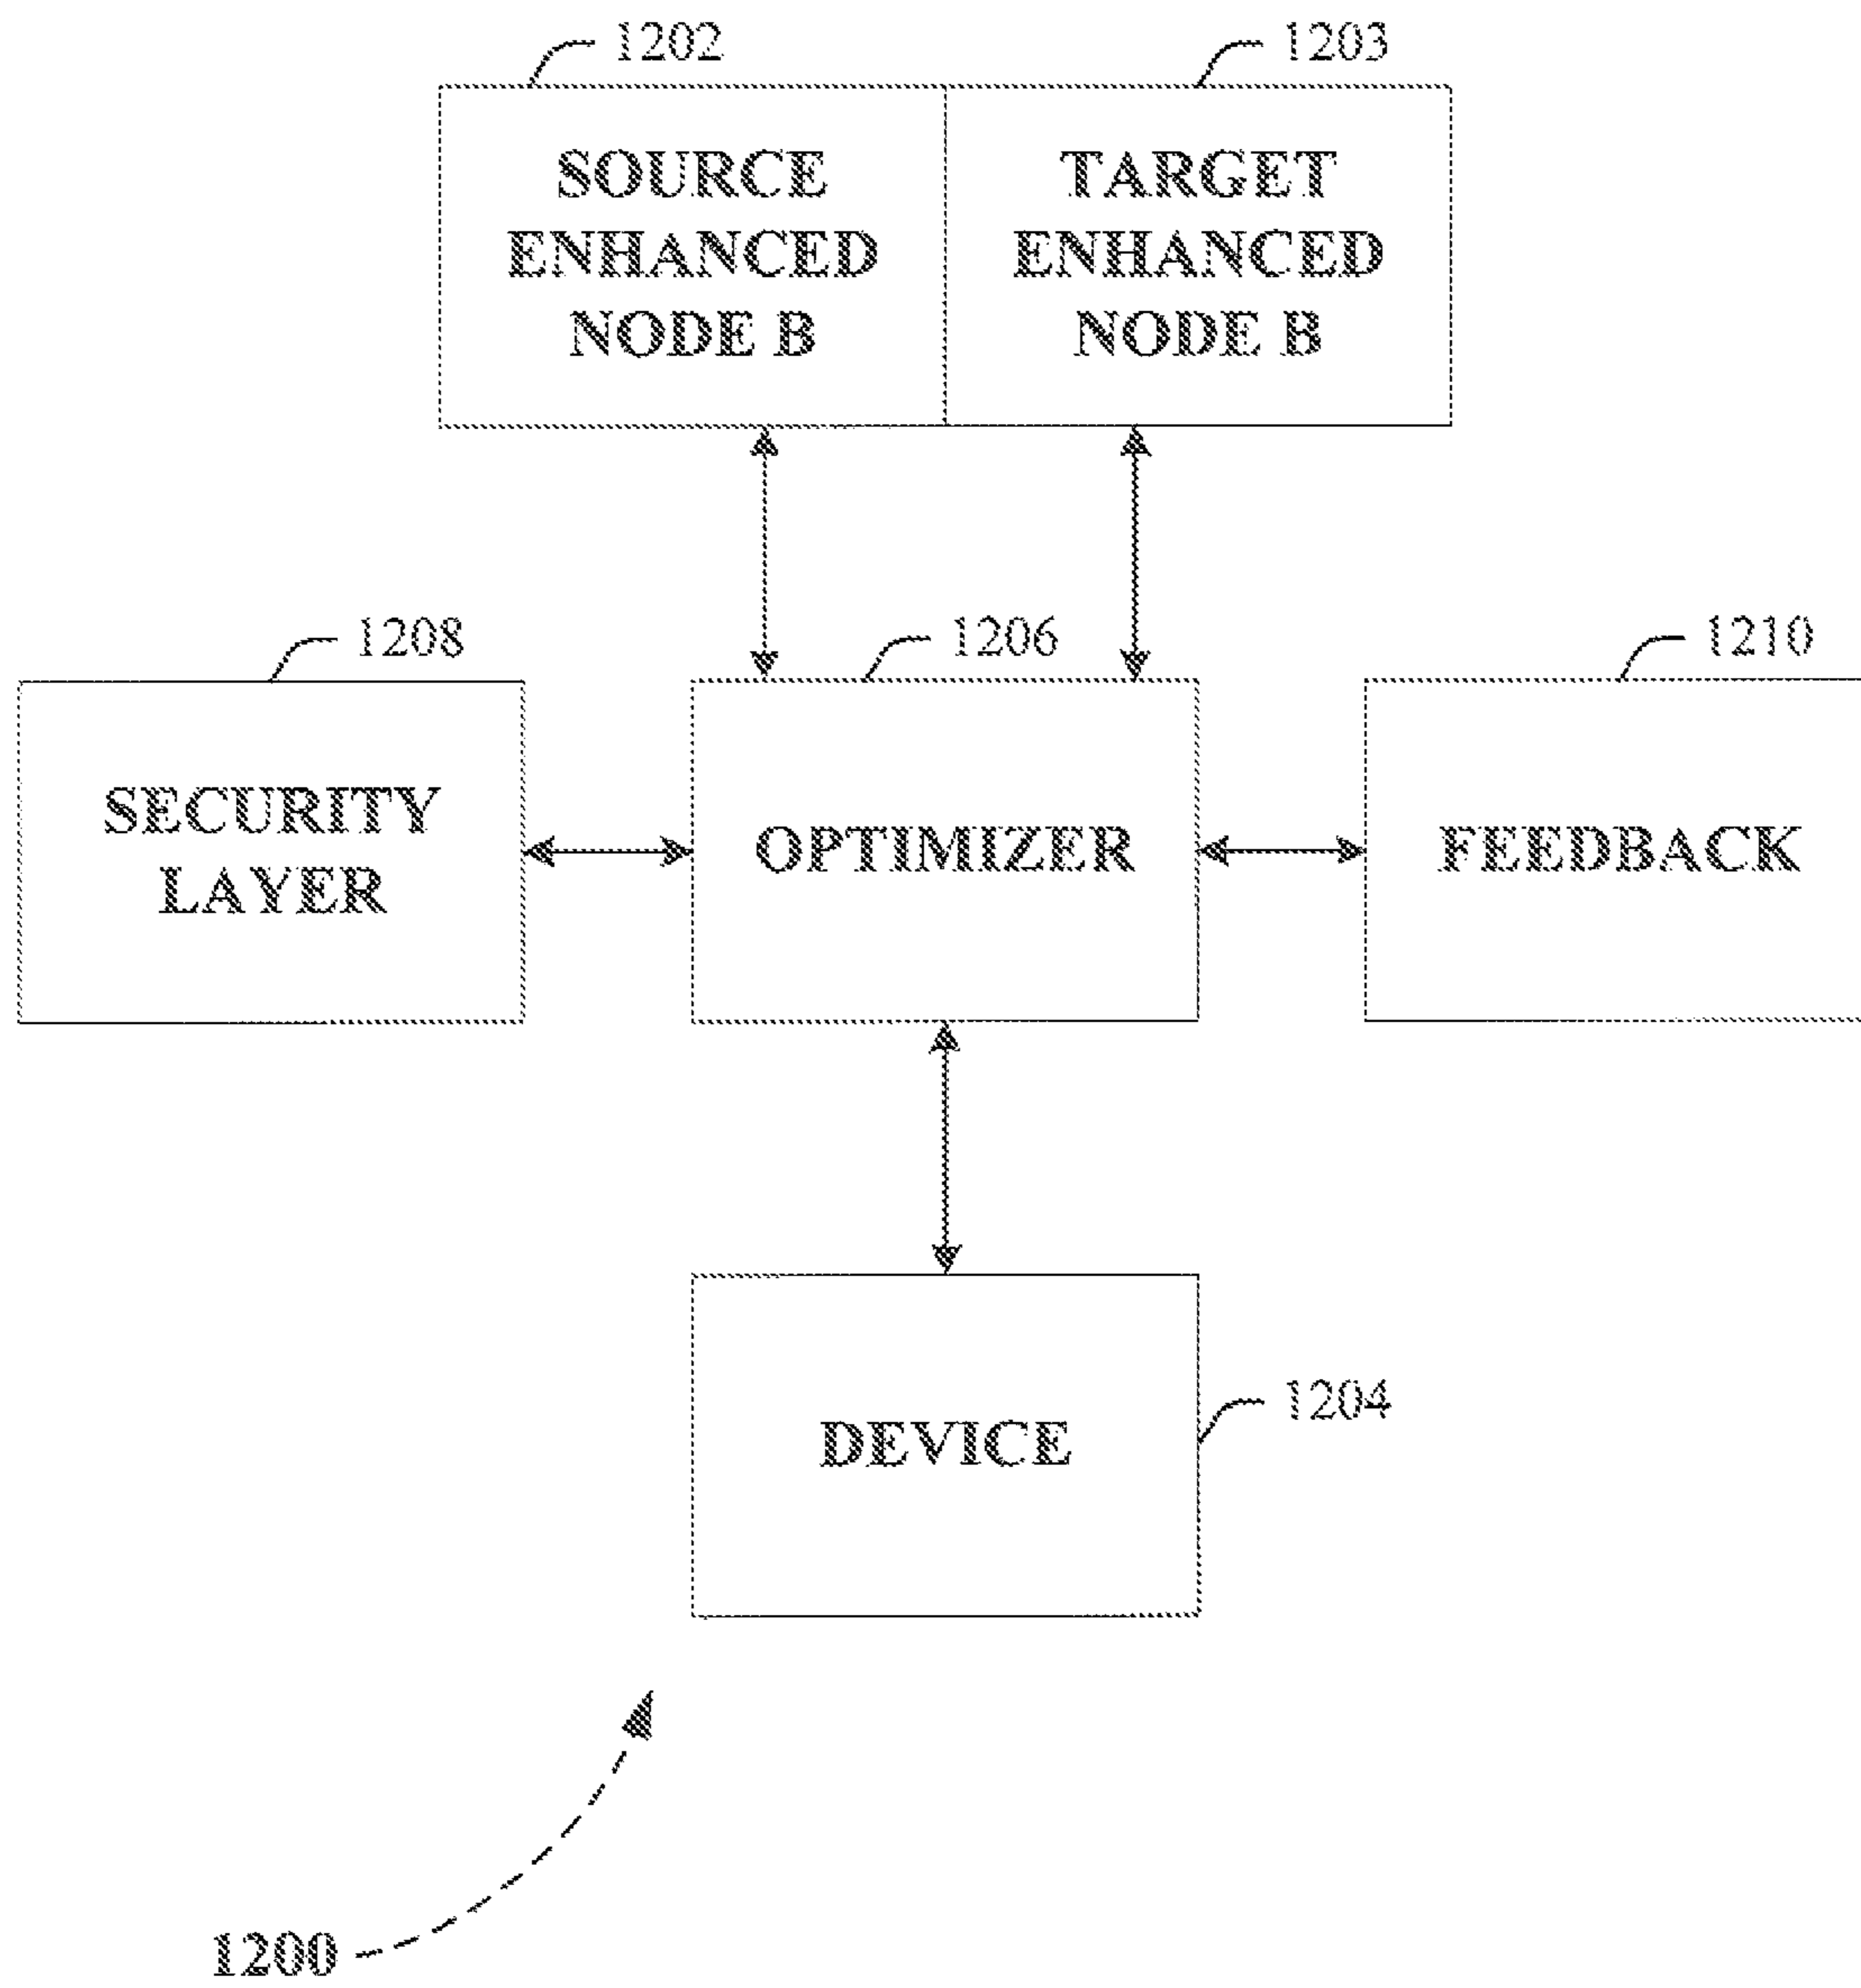 1202
1203
SOURCE
ENHANCED
NODE B
TARGET
ENHANCED
NODE B
1208
1206
1210
SECURITY
LAYER
OPTIMIZER
FEEDBACK
DEVICE
1204
1200